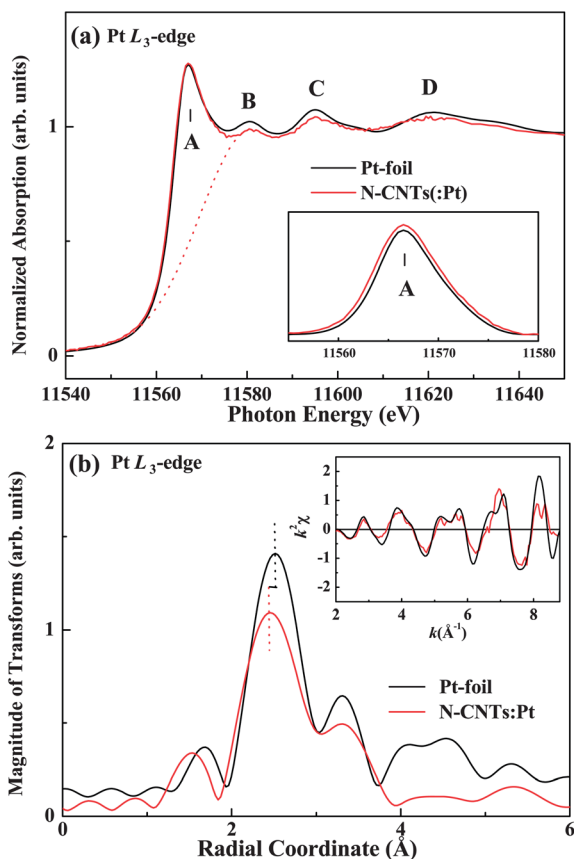 (a) Pt L₃-edge
Normalized Absorption (arb. units)
1
0
A
B
C
D
Pt-foil
N-CNTs(:Pt)
A
11560 11570 11580
11540 11560 11580 11600 11620 11640
Photon Energy (eV)
(b) Pt L₃-edge
Magnitude of Transforms (arb. units)
2
1
0
k²χ
2
1
0
-1
-2
2 4 6 8
k(Å⁻¹)
Pt-foil
N-CNTs:Pt
0 2 4 6
Radial Coordinate (Å)